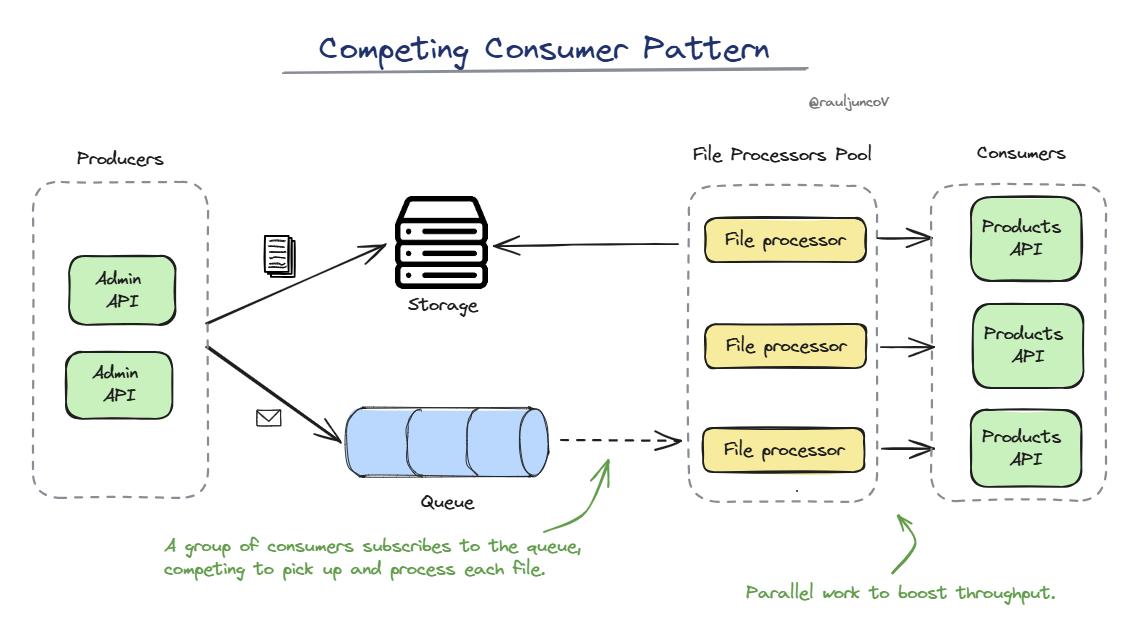 Competing Consumer Pattern
@rauljuncoV
Producers
File Processors Pool
Consumers
Admin
API
Admin
API
Storage
Queue
File processor
File processor
File processor
Products
API
Products
API
Products
API
A group of consumers subscribes to the queue,
competing to pick up and process each file.
Parallel work to boost throughput.